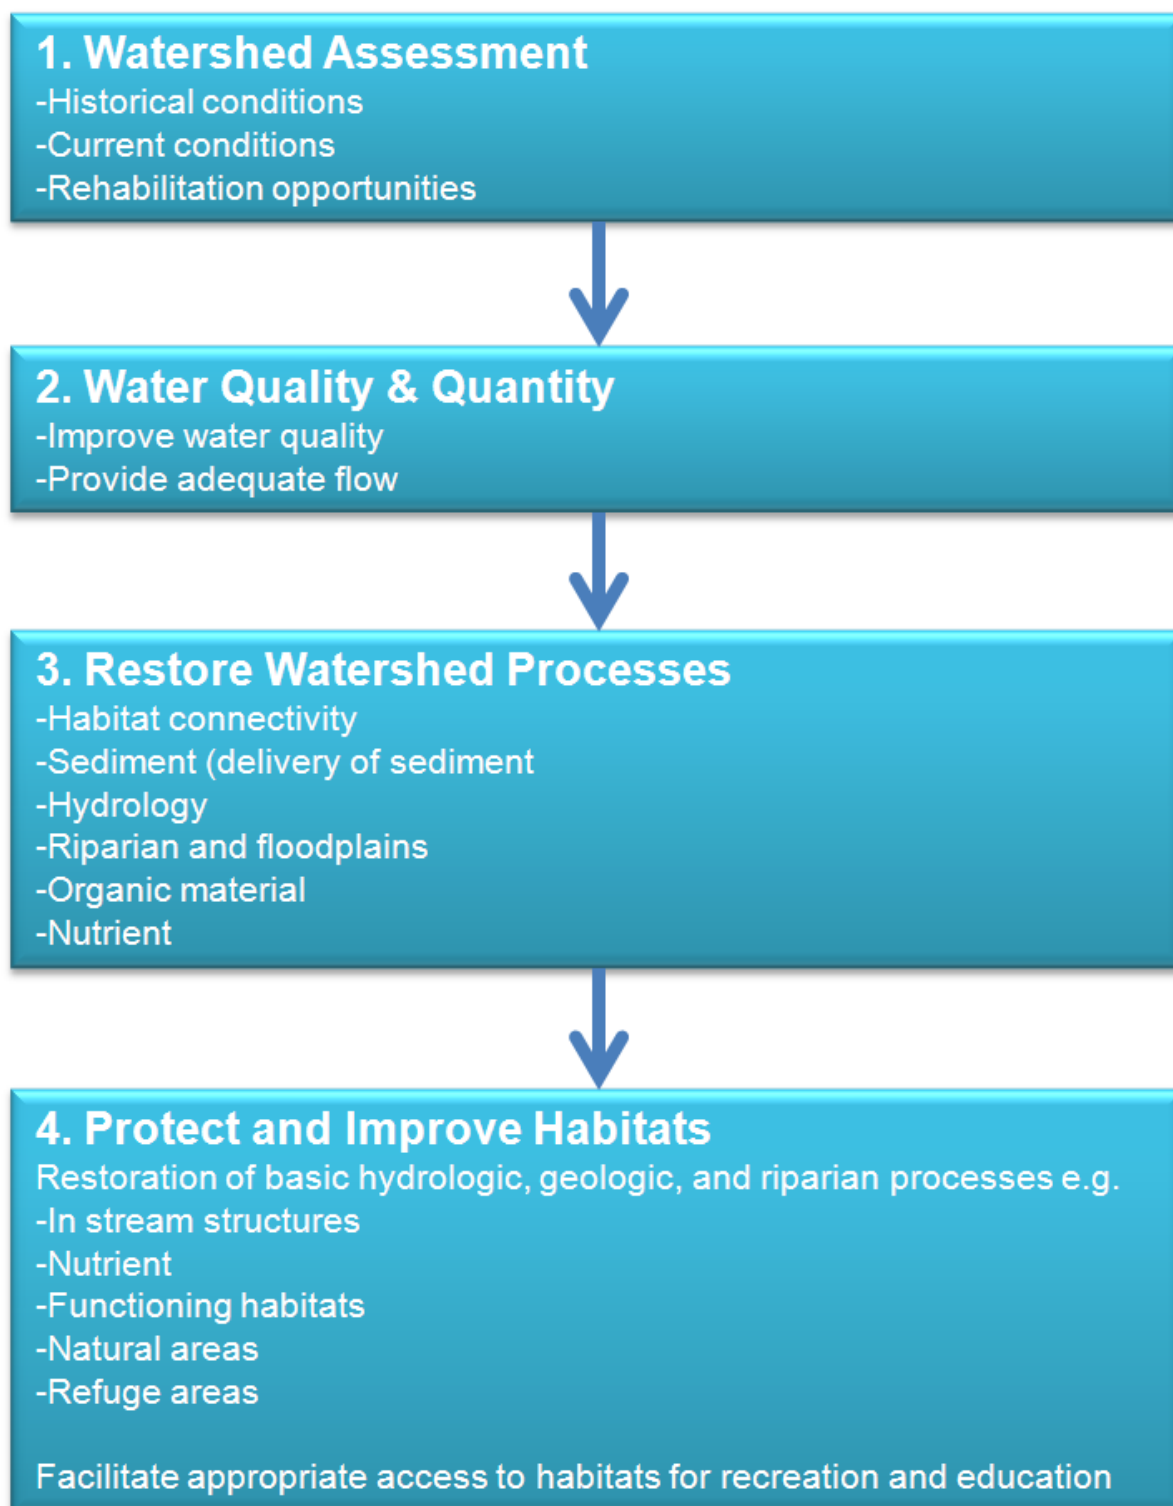 1. Watershed Assessment
-Historical conditions
-Current conditions
-Rehabilitation opportunities
2. Water Quality & Quantity
-Improve water quality
-Provide adequate flow
3. Restore Watershed Processes
-Habitat connectivity
-Sediment (delivery of sediment
-Hydrology
-Riparian and floodplains
-Organic material
-Nutrient
4. Protect and Improve Habitats
Restoration of basic hydrologic, geologic, and riparian processes e.g.
-In stream structures
-Nutrient
-Functioning habitats
-Natural areas
-Refuge areas
Facilitate appropriate access to habitats for recreation and education